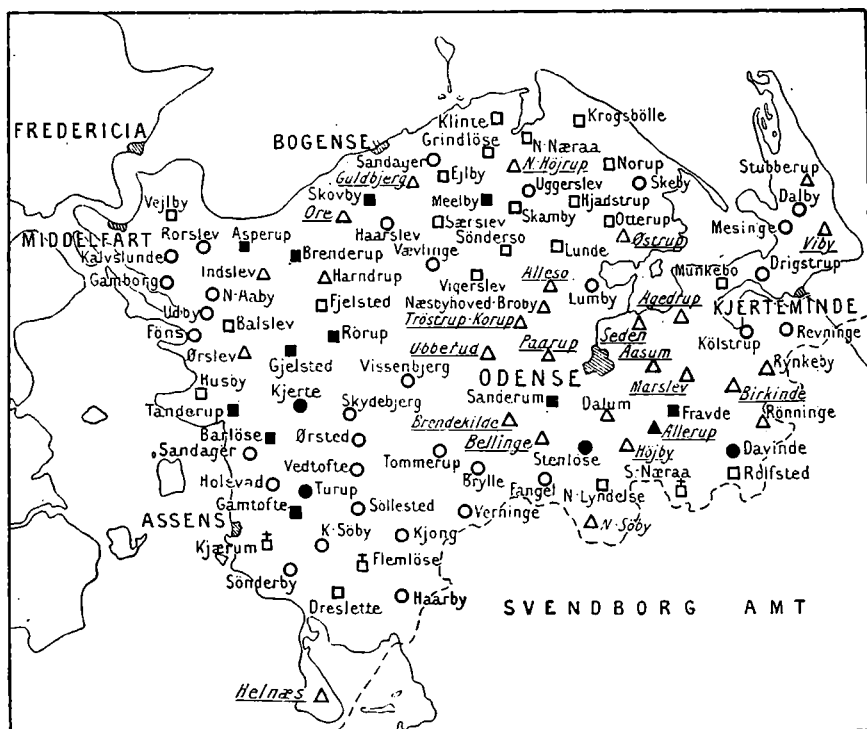 Klinte
Krogsbölle
FREDERICIA
BOGENSE
Grindlöse
N·Næraa
Sandager
N·Höjrup
Norup
Stubberup
Guldbjerg
Ejlby
Uggerslev
Skeby
Dalby
Vejlby
Skovby
Meelby
Hjadstrup
Ore
Særslev
Skamby
Otterup
Mesinge
Viby
MIDDELFART
Rorslev
Asperup
Haarslev
Sönderso
Østrup
Kavslunde
Brenderup
Vævlinge
Lunde
Drigstrup
Gamborg
Indslev
Harndrup
Vigerslev
Alleso
Lumby
Munkebo
N·Aaby
Fjelsted
Næsbyhoved·Broby
Agedrup
KJERTEMINDE
Udby
Balslev
Tröstrup·Korup
Föns
Rörup
Seden
Kölstrup
Revninge
Ørslev
Gjelsted
Ubberud
Paarup
Aasum
Rynkeby
Husby
Kjerte
Vissenbjerg
ODENSE
Marslev
Birkinde
Tanderup
Skydebjerg
Sanderum
Dalum
Fravde
Rönninge
Barlöse
Ørsted
Brendekilde
Allerup
Sandager
Bellinge
Höjby
Davinde
Holevad
Vedtofte
Tommerup
Stenlöse
S·Næraa
Rolfsted
Turup
Brylle
Fangel
N·Lyndelse
Gamtofte
Söllested
Verninge
ASSENS
K·Söby
Kjong
N·Söby
Kjærum
Flemlöse
Sönderby
Dreslette
Haarby
SVENDBORG AMT
Helnæs